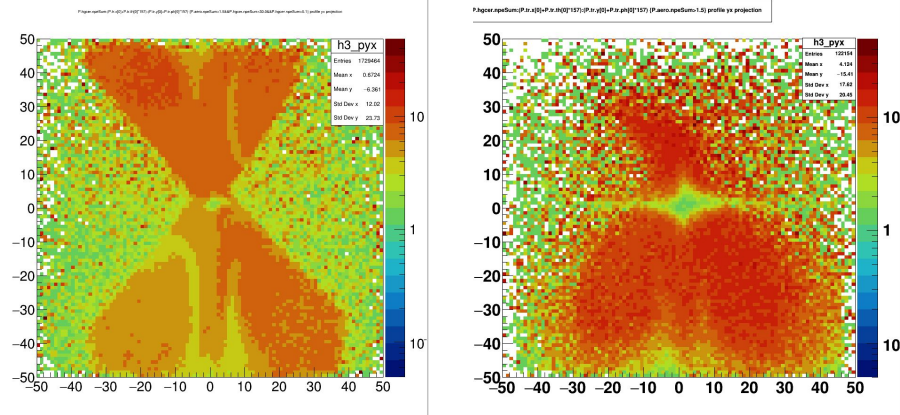 P.hgcer.npeSum:(P.tr.x[0]+P.tr.th[0]*157):(P.tr.y[0]+P.tr.ph[0]*157) {P.aero.npeSum>1.5} profile yx projection
h3_pyx
Entries 1729464
Mean x 0.6724
Mean y −6.361
Std Dev x 12.02
Std Dev y 23.73
50
40
30
20
10
0
−10
−20
−30
−40
−50
−50 −40 −30 −20 −10 0 10 20 30 40 50
10
1
10⁻
h3_pyx
Entries 122154
Mean x 4.124
Mean y −15.41
Std Dev x 17.62
Std Dev y 20.45
50
40
30
20
10
0
−10
−20
−30
−40
−50
−50 −40 −30 −20 −10 0 10 20 30 40 50
10
1
10